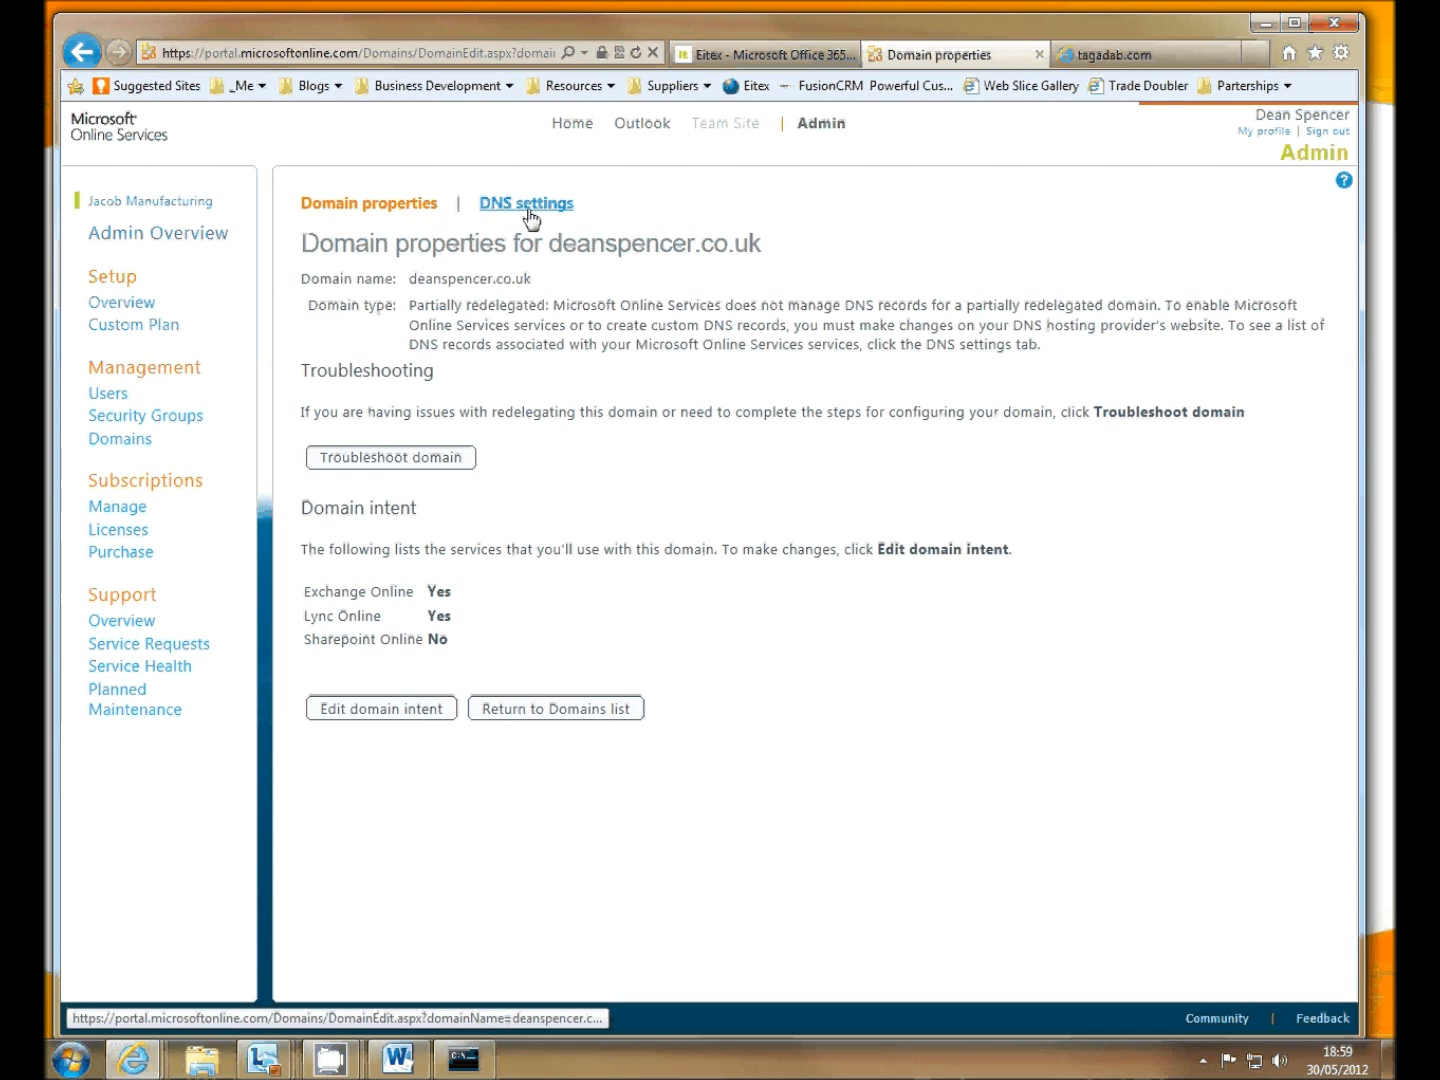 https://portal.microsoftonline.com/Domains/DomainEdit.aspx?domai
Eitex - Microsoft Office 365...
Domain properties
tagadab.com
Suggested Sites
_Me
Blogs
Business Development
Resources
Suppliers
Eitex
FusionCRM Powerful Cus...
Web Slice Gallery
Trade Doubler
Parterships
Microsoft
Online Services
Home
Outlook
Team Site
|
Admin
Dean Spencer
My profile | Sign out
Admin
Jacob Manufacturing
Admin Overview
Setup
Overview
Custom Plan
Management
Users
Security Groups
Domains
Subscriptions
Manage
Licenses
Purchase
Support
Overview
Service Requests
Service Health
Planned
Maintenance
Domain properties | DNS settings
Domain properties for deanspencer.co.uk
Domain name: deanspencer.co.uk
Domain type: Partially redelegated: Microsoft Online Services does not manage DNS records for a partially redelegated domain. To enable Microsoft
Online Services services or to create custom DNS records, you must make changes on your DNS hosting provider's website. To see a list of
DNS records associated with your Microsoft Online Services services, click the DNS settings tab.
Troubleshooting
If you are having issues with redelegating this domain or need to complete the steps for configuring your domain, click Troubleshoot domain
Troubleshoot domain
Domain intent
The following lists the services that you'll use with this domain. To make changes, click Edit domain intent.
Exchange Online Yes
Lync Online Yes
Sharepoint Online No
Edit domain intent
Return to Domains list
https://portal.microsoftonline.com/Domains/DomainEdit.aspx?domainName=deanspencer.c...
Community | Feedback
18:59
30/05/2012